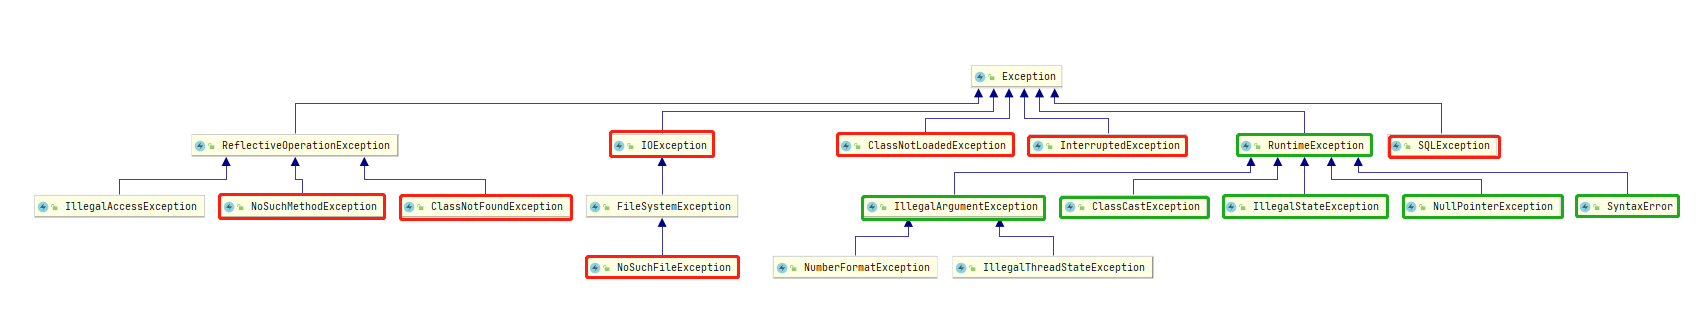 Exception
ReflectiveOperationException
IOException
ClassNotLoadedException
InterruptedException
RuntimeException
SQLException
IllegalAccessException
NoSuchMethodException
ClassNotFoundException
FileSystemException
IllegalArgumentException
ClassCastException
IllegalStateException
NullPointerException
SyntaxError
NoSuchFileException
NumberFormatException
IllegalThreadStateException